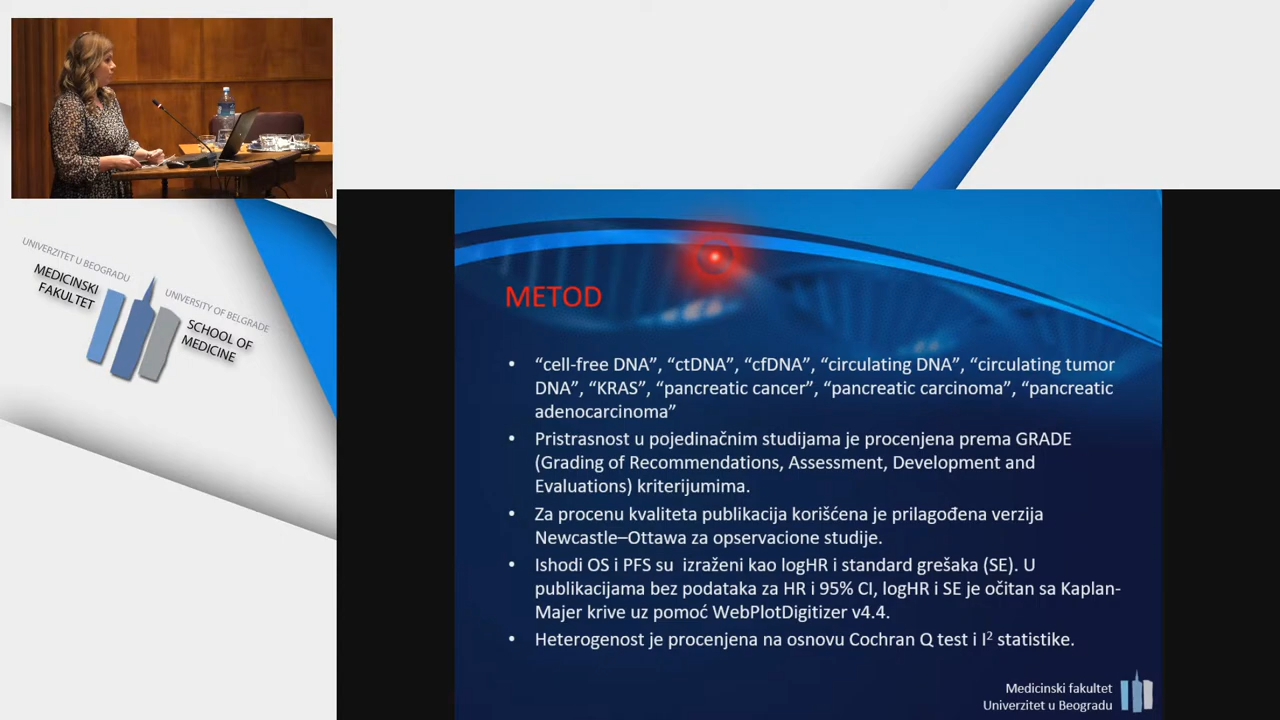 UNIVERZITET U BEOGRADU
MEDICINSKI
FAKULTET
UNIVERSITY OF BELGRADE
SCHOOL OF
MEDICINE
METOD
• “cell-free DNA”, “ctDNA”, “cfDNA”, “circulating DNA”, “circulating tumor
DNA”, “KRAS”, “pancreatic cancer”, “pancreatic carcinoma”, “pancreatic
adenocarcinoma”
• Pristrasnost u pojedinačnim studijama je procenjena prema GRADE
(Grading of Recommendations, Assessment, Development and
Evaluations) kriterijumima.
• Za procenu kvaliteta publikacija korišćena je prilagođena verzija
Newcastle–Ottawa za opservacione studije.
• Ishodi OS i PFS su izraženi kao logHR i standard grešaka (SE). U
publikacijama bez podataka za HR i 95% CI, logHR i SE je očitan sa Kaplan-
Majer krive uz pomoć WebPlotDigitizer v4.4.
• Heterogenost je procenjena na osnovu Cochran Q test i I² statistike.
Medicinski fakultet
Univerzitet u Beogradu